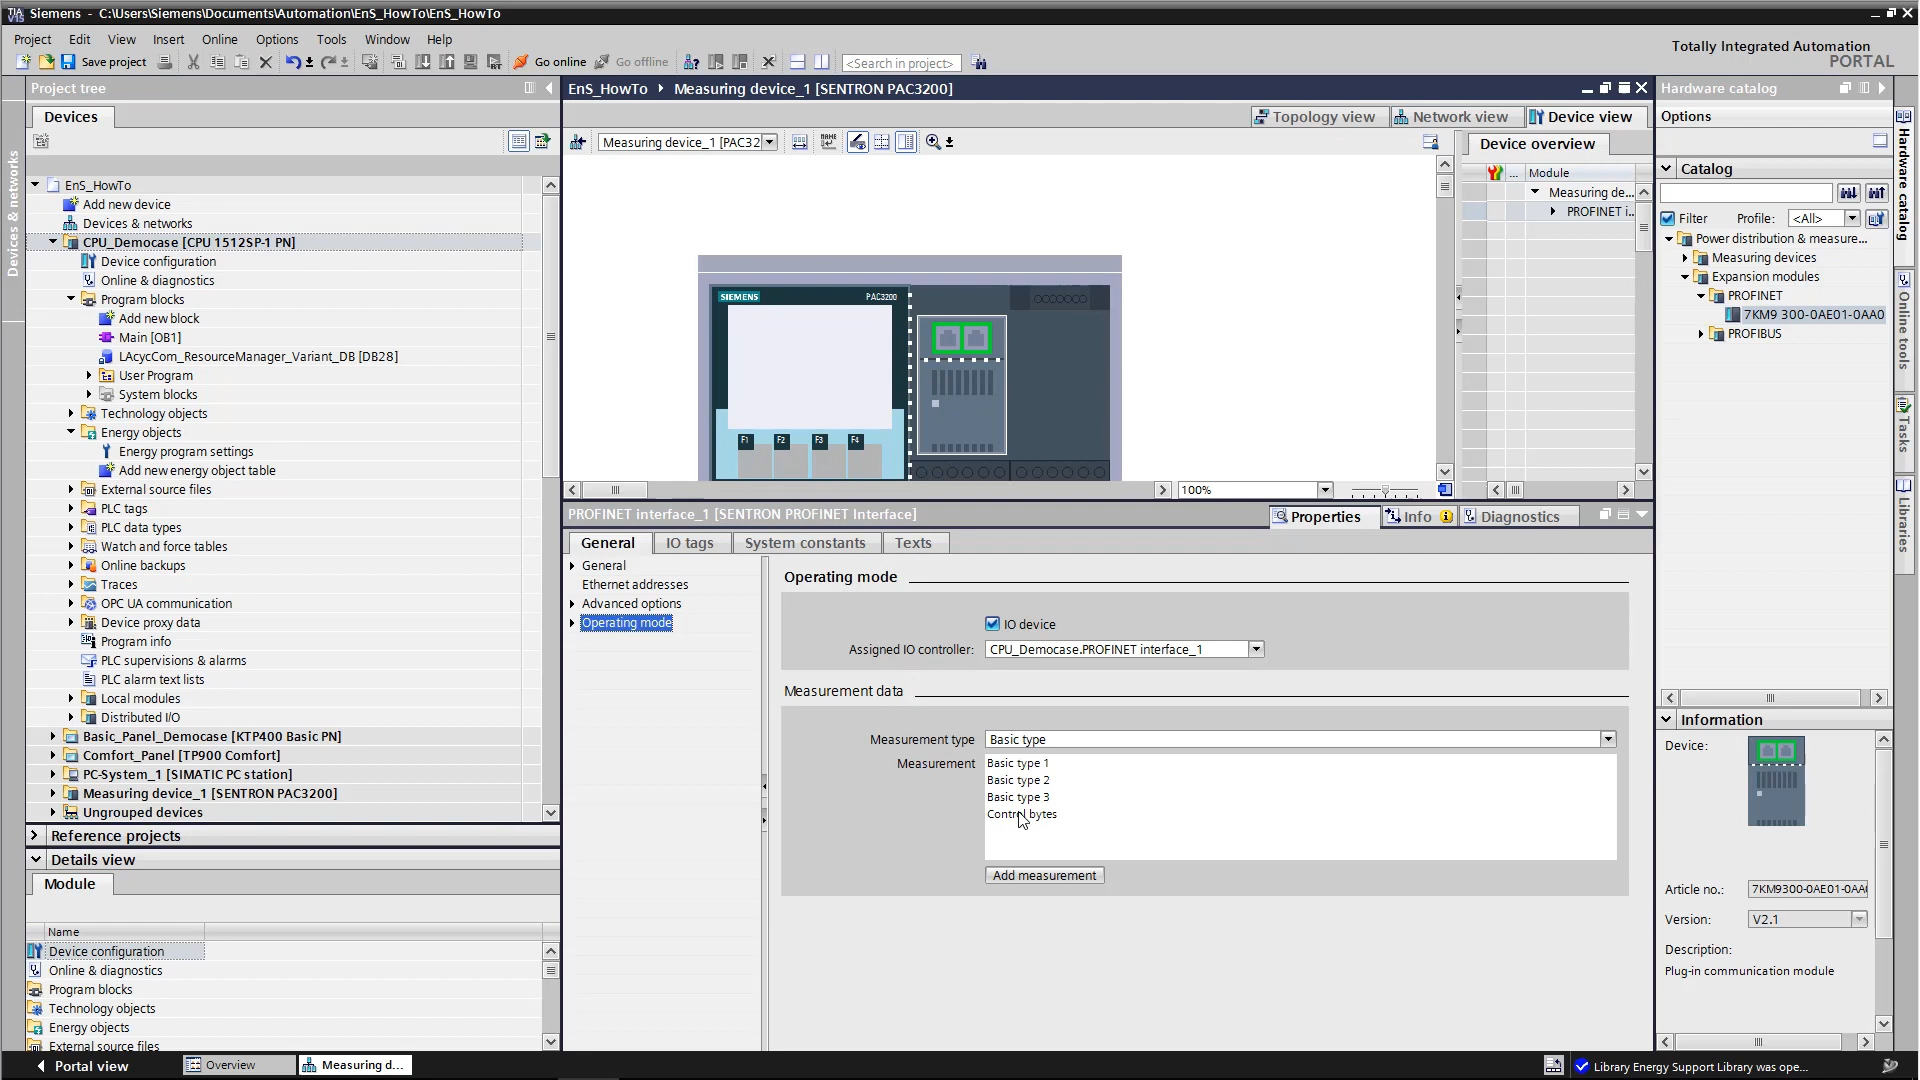 Siemens - C:\Users\Siemens\Documents\Automation\EnS_HowTo\EnS_HowTo
Project Edit View Insert Online Options Tools Window Help
Totally Integrated Automation
PORTAL
Save project
Go online
Go offline
<Search in project>
Project tree
EnS_HowTo
Measuring_device_1 [SENTRON PAC3200]
Hardware catalog
Devices
Topology view
Network view
Device view
Options
Measuring device_1 [PAC32
Device overview
Devices & networks
EnS_HowTo
Add new device
Devices & networks
CPU_Democase [CPU 1512SP-1 PN]
Device configuration
Online & diagnostics
Program blocks
Add new block
Main [OB1]
LAcycCom_ResourceManager_Variant_DB [DB28]
User Program
System blocks
Technology objects
Energy objects
Energy program settings
Add new energy object table
External source files
PLC tags
PLC data types
Watch and force tables
Online backups
Traces
OPC UA communication
Device proxy data
Program info
PLC supervisions & alarms
PLC alarm text lists
Local modules
Distributed I/O
Basic_Panel_Democase [KTP400 Basic PN]
Comfort_Panel [TP900 Comfort]
PC-System_1 [SIMATIC PC station]
Measuring device_1 [SENTRON PAC3200]
Ungrouped devices
Reference projects
Details view
Module
Name
Device configuration
Online & diagnostics
Program blocks
Technology objects
Energy objects
External source files
SIEMENS
PAC3200
F1 F2 F3 F4
100%
... Module
Measuring de...
PROFINET i..
PROFINET interface_1 [SENTRON PROFINET Interface]
Properties
Info
Diagnostics
General
IO tags
System constants
Texts
General
Ethernet addresses
Advanced options
Operating mode
Operating mode
IO device
Assigned IO controller:
CPU_Democase.PROFINET interface_1
Measurement data
Measurement type
Basic type
Measurement
Basic type 1
Basic type 2
Basic type 3
Control bytes
Add measurement
Catalog
Filter
Profile:
<All>
Power distribution & measure...
Measuring devices
Expansion modules
PROFINET
7KM9 300-0AE01-0AA0
PROFIBUS
Information
Device:
Article no.:
7KM9300-0AE01-0AA
Version:
V2.1
Description:
Plug-in communication module
Hardware catalog
Online tools
Tasks
Libraries
Portal view
Overview
Measuring d...
Library Energy Support Library was ope...